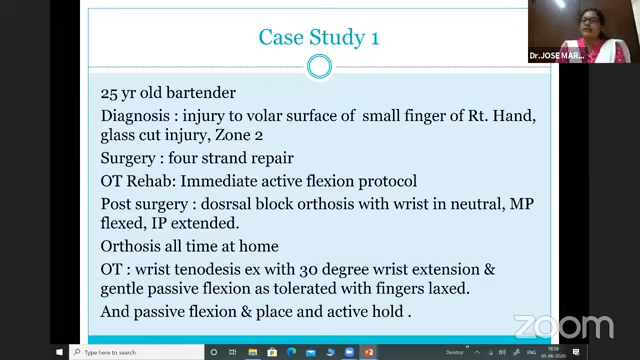 Case Study 1
Dr.JOSE MAR...
25 yr old bartender
Diagnosis : injury to volar surface of small finger of Rt. Hand,
glass cut injury, Zone 2
Surgery : four strand repair
OT Rehab: Immediate active flexion protocol
Post surgery : dosrsal block orthosis with wrist in neutral, MP
flexed, IP extended.
Orthosis all time at home
OT : wrist tenodesis ex with 30 degree wrist extension &
gentle passive flexion as tolerated with fingers laxed.
And passive flexion & place and active hold .
zoom
Type here to search
Desktop
ENG